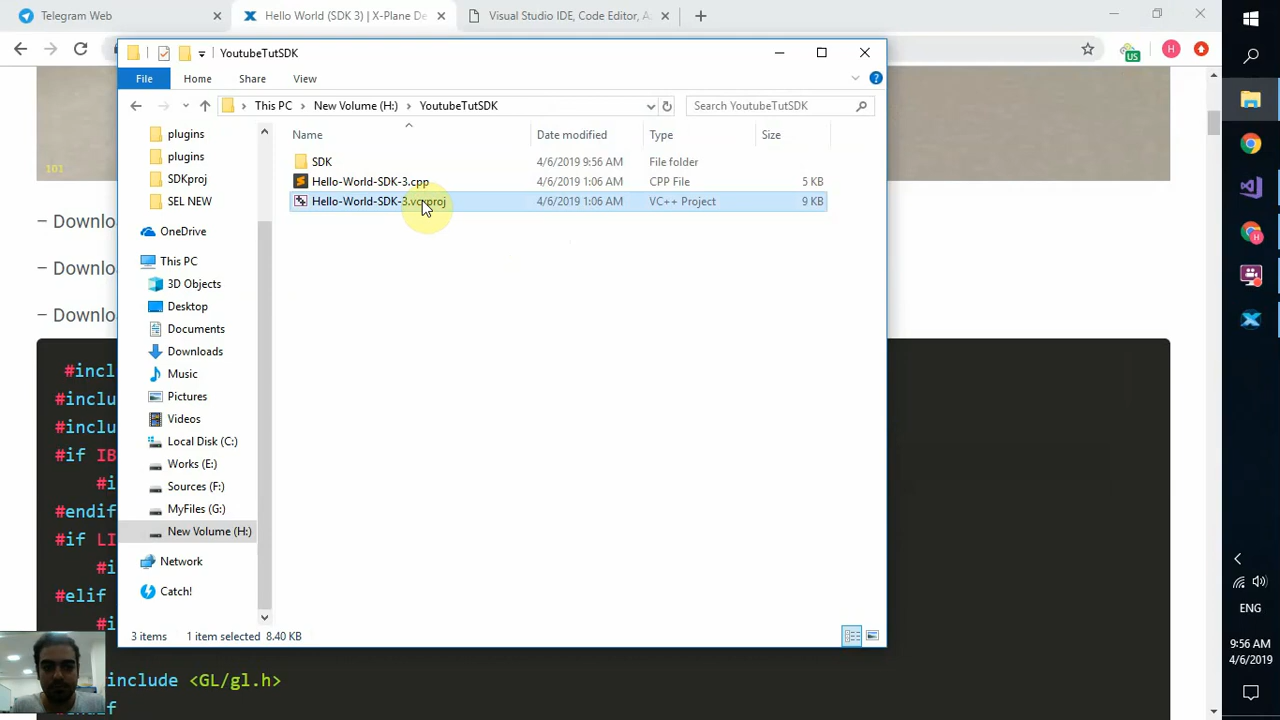 Telegram Web
Hello World (SDK 3) | X-Plane De
Visual Studio IDE, Code Editor, A
YoutubeTutSDK
File
Home
Share
View
This PC
New Volume (H:)
YoutubeTutSDK
Search YoutubeTutSDK
US
H
plugins
plugins
SDKproj
SEL NEW
OneDrive
This PC
3D Objects
Desktop
Documents
Downloads
Music
Pictures
Videos
Local Disk (C:)
Works (E:)
Sources (F:)
MyFiles (G:)
New Volume (H:)
Network
Catch!
Name
Date modified
Type
Size
SDK
4/6/2019 9:56 AM
File folder
Hello-World-SDK-3.cpp
4/6/2019 1:06 AM
CPP File
5 KB
Hello-World-SDK-3.vcproj
4/6/2019 1:06 AM
VC++ Project
9 KB
3 items
1 item selected 8.40 KB
101
– Downlo
– Downlo
– Downlo
#inclu
#inclu
#inclu
#if IB
#i
#endif
#if LI
#i
#elif
#i
include <GL/gl.h>
ENG
9:56 AM
4/6/2019